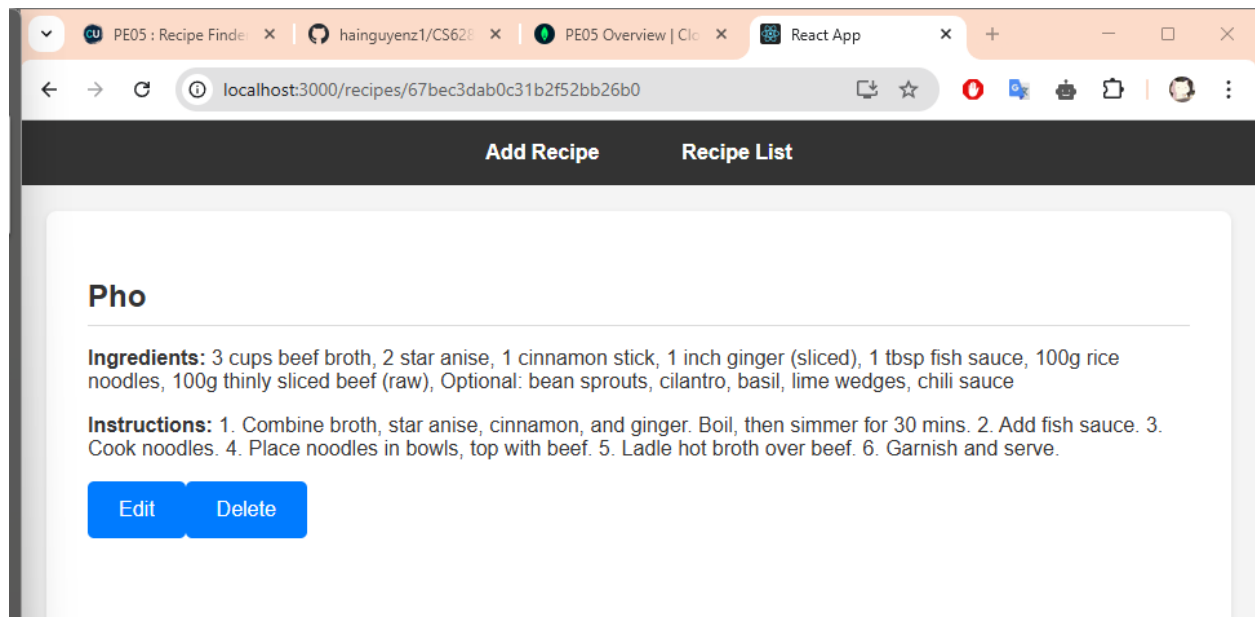 PE05 : Recipe Finde
hainguyenz1/CS628
PE05 Overview | Clo
React App
localhost:3000/recipes/67bec3dab0c31b2f52bb26b0
Add Recipe
Recipe List
Pho
Ingredients: 3 cups beef broth, 2 star anise, 1 cinnamon stick, 1 inch ginger (sliced), 1 tbsp fish sauce, 100g rice
noodles, 100g thinly sliced beef (raw), Optional: bean sprouts, cilantro, basil, lime wedges, chili sauce
Instructions: 1. Combine broth, star anise, cinnamon, and ginger. Boil, then simmer for 30 mins. 2. Add fish sauce. 3.
Cook noodles. 4. Place noodles in bowls, top with beef. 5. Ladle hot broth over beef. 6. Garnish and serve.
Edit
Delete